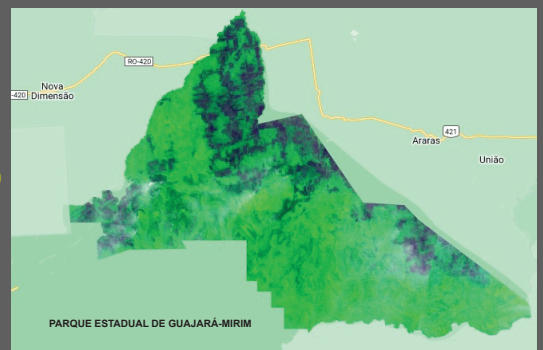 RO-420
Nova
-420
Dimensão
421
Araras
União
PARQUE ESTADUAL DE GUAJARÁ-MIRIM